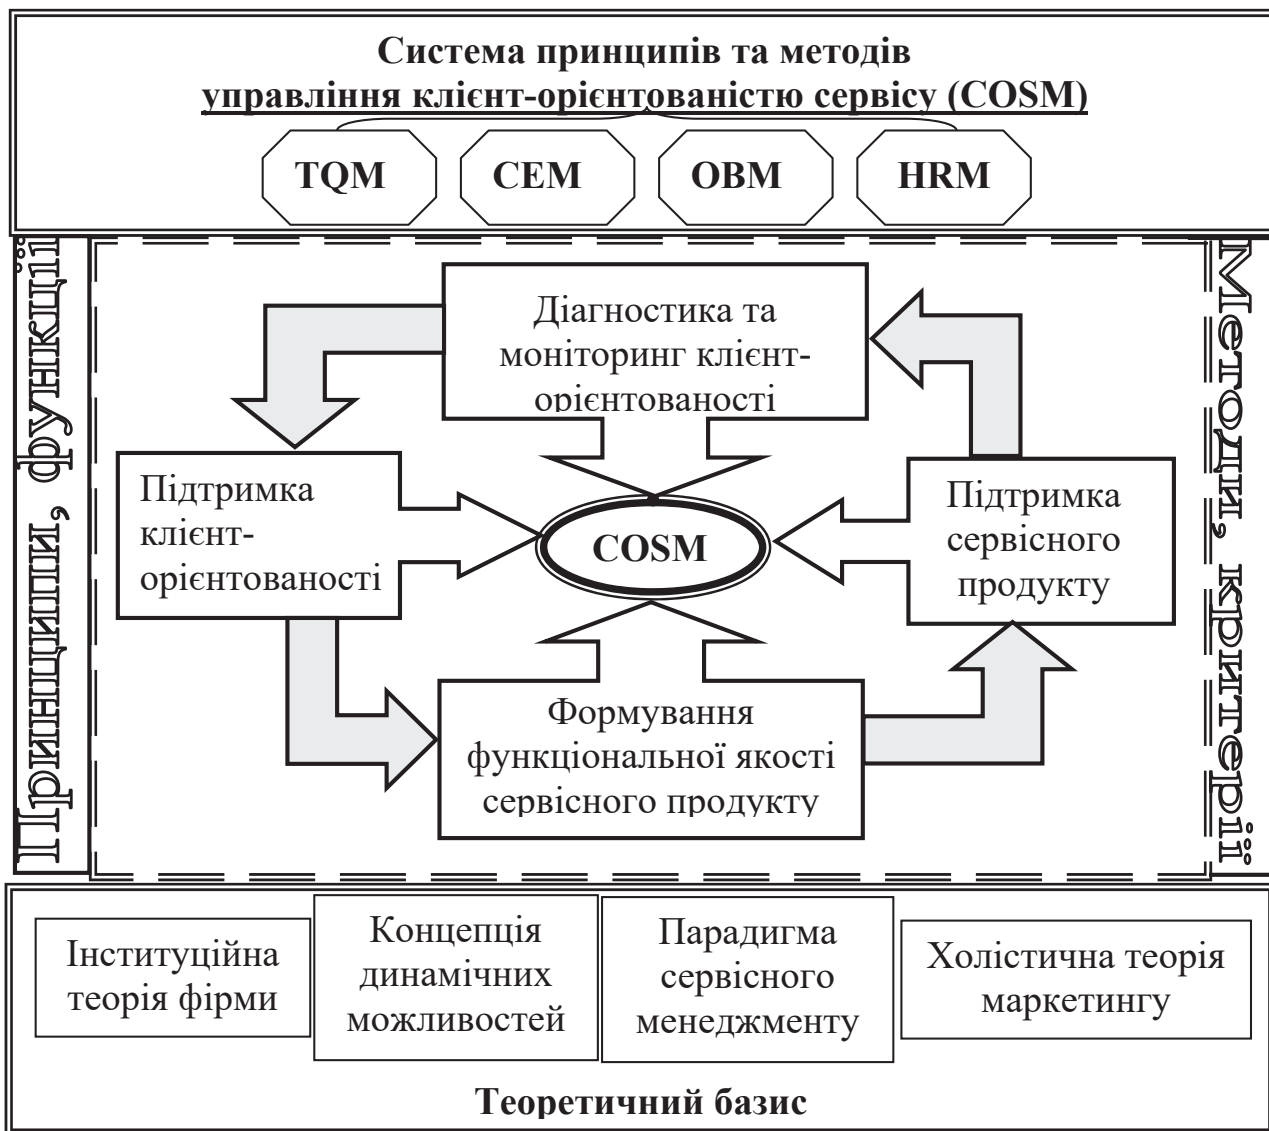 Система принципів та методів
управління клієнт-орієнтованістю сервісу (COSM)
TQM
CEM
OBM
HRM
Принципи, функції
Діагностика та
моніторинг клієнт-
орієнтованості
Методи, критерії
Підтримка
клієнт-
орієнтованості
COSM
Підтримка
сервісного
продукту
Формування
функціональної якості
сервісного продукту
Інституційна
теорія фірми
Концепція
динамічних
можливостей
Парадигма
сервісного
менеджменту
Холістична теорія
маркетингу
Теоретичний базис